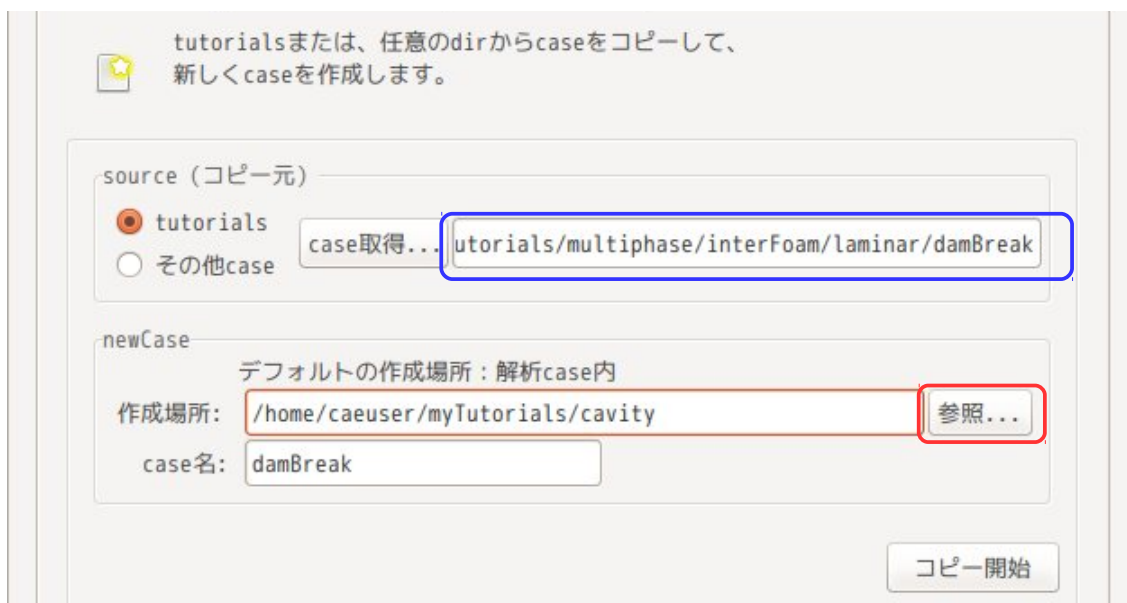 tutorialsまたは、任意のdirからcaseをコピーして、
新しくcaseを作成します。
source (コピー元)
tutorials
その他case
case取得...
utorials/multiphase/interFoam/laminar/damBreak
newCase
デフォルトの作成場所：解析case内
作成場所: /home/caeuser/myTutorials/cavity 参照...
case名: damBreak
コピー開始